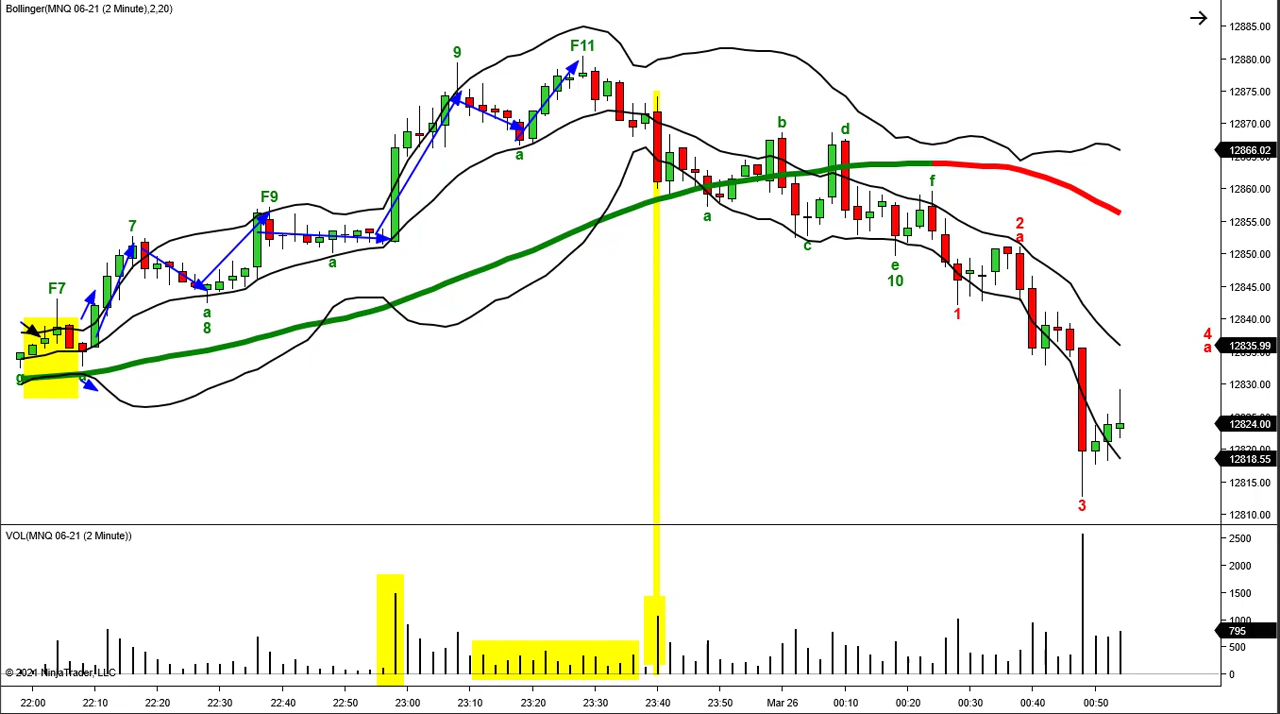 Bollinger(MNQ 06-21 (2 Minute),2,20)
12885.00
12880.00
12875.00
12870.00
12866.02
12860.00
12855.00
12850.00
12845.00
12840.00
12835.99
12830.00
12824.00
12818.55
12815.00
12810.00
F7
7
a
8
F9
a
9
a
F11
a
b
c
d
e
10
f
1
2
a
3
4
a
g
VOL(MNQ 06-21 (2 Minute))
2500
2000
1500
1000
795
500
0
© 2021 NinjaTrader, LLC
22:00
22:10
22:20
22:30
22:40
22:50
23:00
23:10
23:20
23:30
23:40
23:50
Mar 26
00:10
00:20
00:30
00:40
00:50